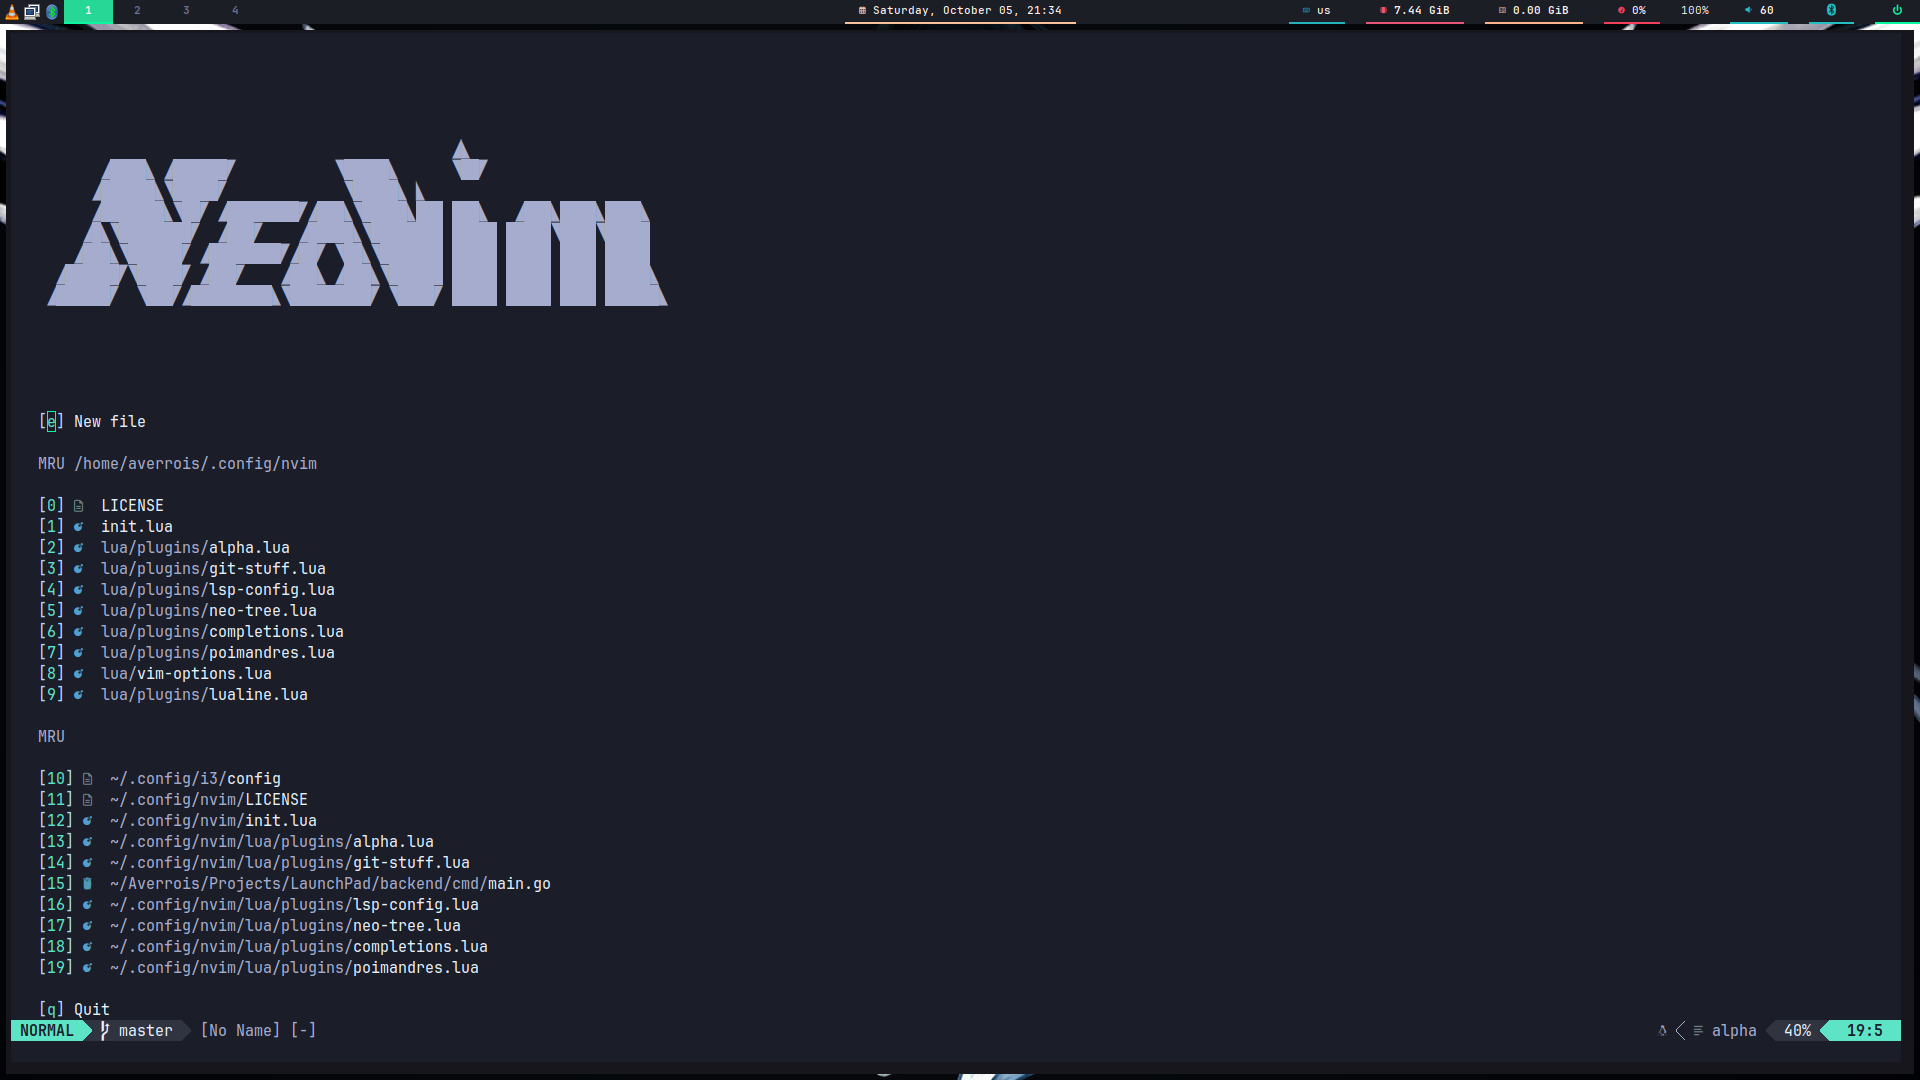 1 2 3 4 Saturday, October 05, 21:34 us 7.44 GiB 0.00 GiB 0% 100% 60
NEOVim
[e] New file
MRU /home/averrois/.config/nvim
[0] LICENSE
[1] init.lua
[2] lua/plugins/alpha.lua
[3] lua/plugins/git-stuff.lua
[4] lua/plugins/lsp-config.lua
[5] lua/plugins/neo-tree.lua
[6] lua/plugins/completions.lua
[7] lua/plugins/poimandres.lua
[8] lua/vim-options.lua
[9] lua/plugins/lualine.lua
MRU
[10] ~/.config/i3/config
[11] ~/.config/nvim/LICENSE
[12] ~/.config/nvim/init.lua
[13] ~/.config/nvim/lua/plugins/alpha.lua
[14] ~/.config/nvim/lua/plugins/git-stuff.lua
[15] ~/Averrois/Projects/LaunchPad/backend/cmd/main.go
[16] ~/.config/nvim/lua/plugins/lsp-config.lua
[17] ~/.config/nvim/lua/plugins/neo-tree.lua
[18] ~/.config/nvim/lua/plugins/completions.lua
[19] ~/.config/nvim/lua/plugins/poimandres.lua
[q] Quit
NORMAL master [No Name] [-] alpha 40% 19:5